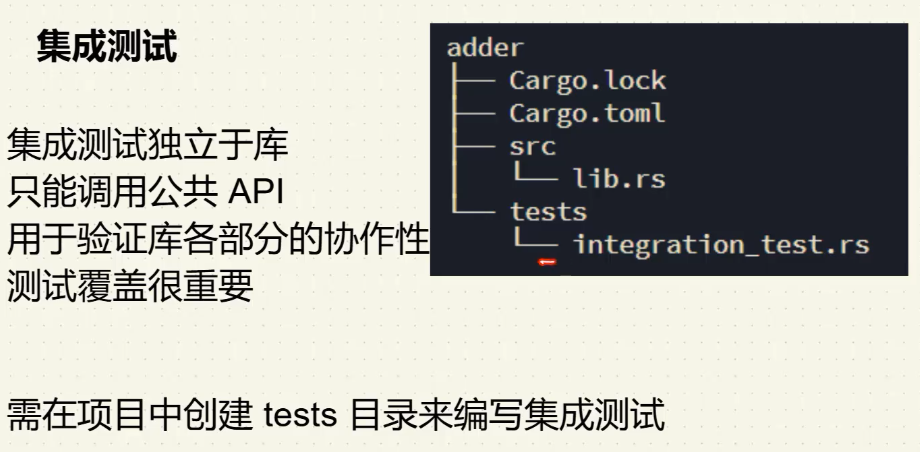 集成测试
集成测试独立于库
只能调用公共 API
用于验证库各部分的协作性
测试覆盖很重要
需在项目中创建 tests 目录来编写集成测试
adder
├── Cargo.lock
├── Cargo.toml
├── src
│   └── lib.rs
└── tests
    └── integration_test.rs